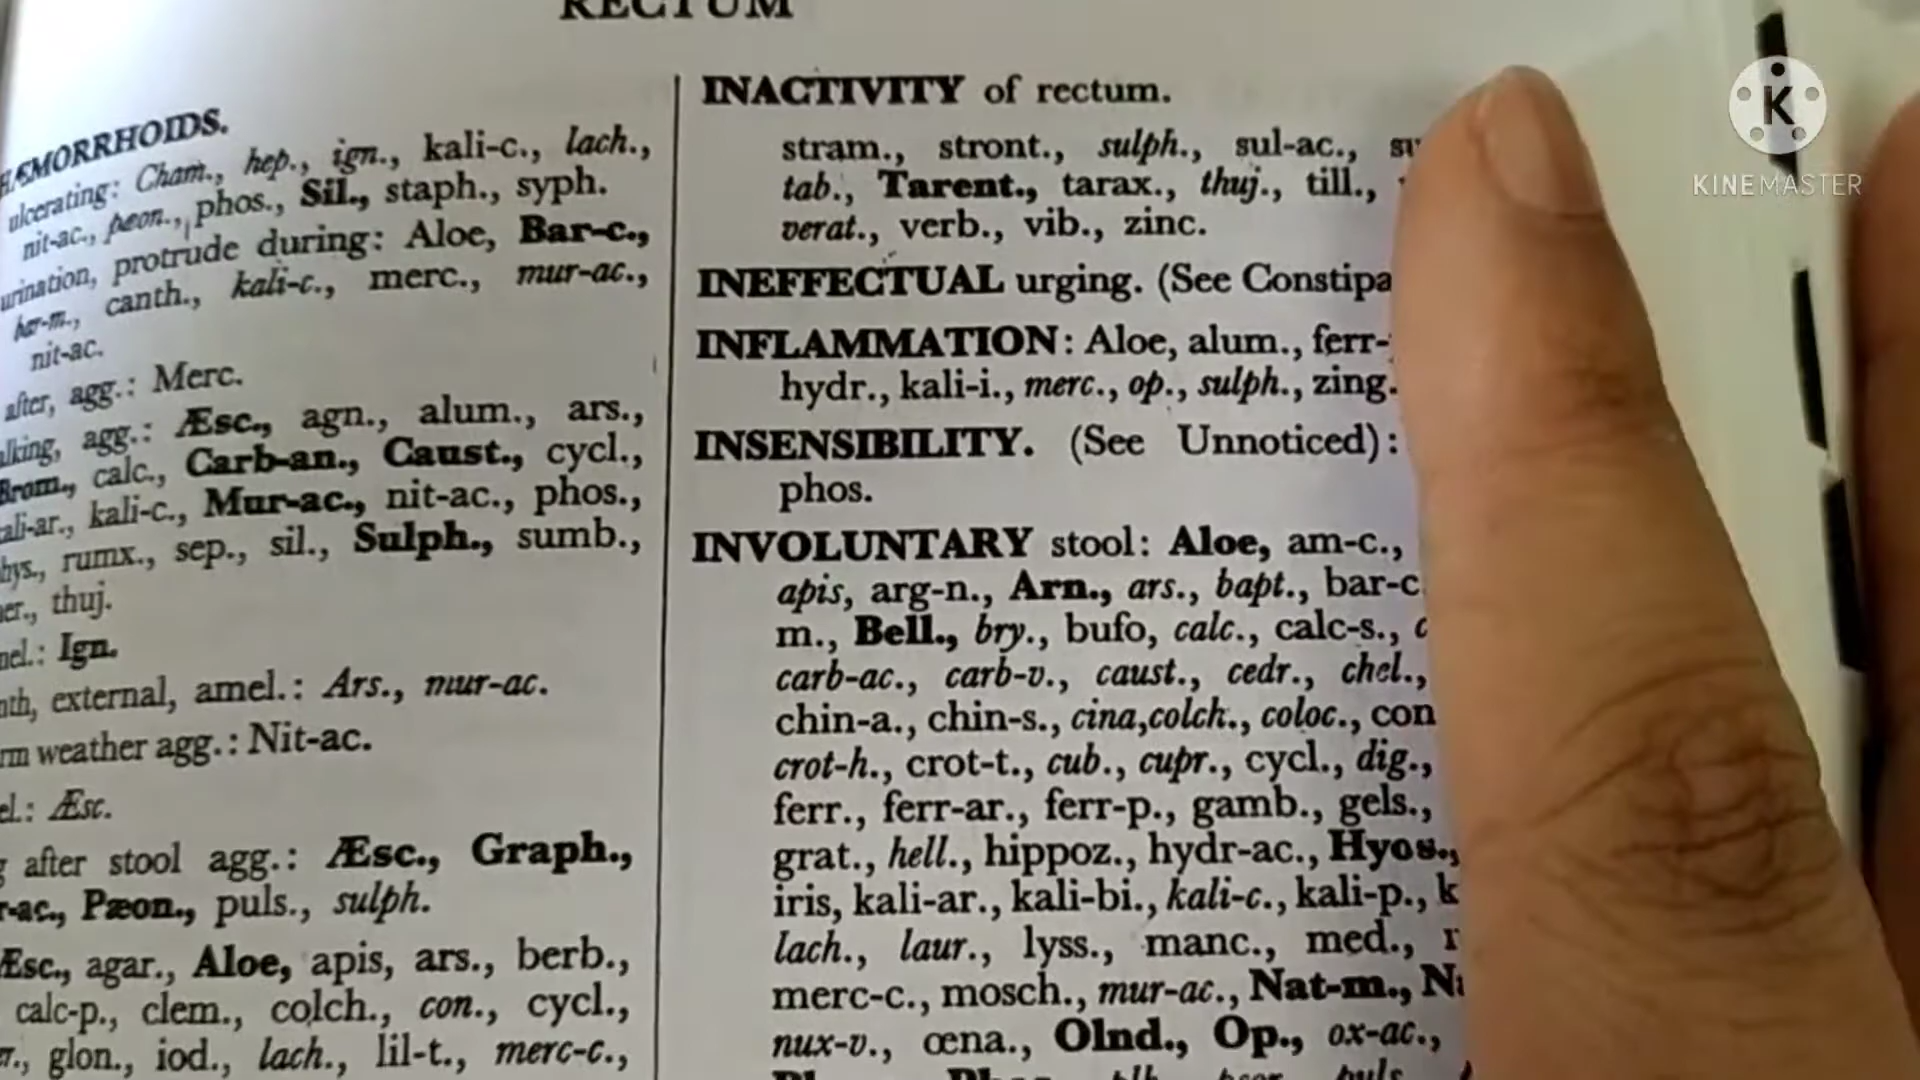 RECTUM
HÆMORRHOIDS.
ulcerating: Cham., hep., ign., kali-c., lach.,
nit-ac., pæon., phos., Sil., staph., syph.
urination, protrude during: Aloe, Bar-c.,
bar-m., canth., kali-c., merc., mur-ac.,
nit-ac.
after, agg.: Merc.
agg.: Æsc., agn., alum., ars.,
Brom., calc., Carb-an., Caust., cycl.,
kali-c., Mur-ac., nit-ac., phos.,
rumx., sep., sil., Sulph., sumb.,
thuj.
Ign.
external, amel.: Ars., mur-ac.
weather agg.: Nit-ac.
Æsc.
after stool agg.: Æsc., Graph.,
Pæon., puls., sulph.
Æsc., agar., Aloe, apis, ars., berb.,
calc-p., clem., colch., con., cycl.,
glon., iod., lach., lil-t., merc-c.,
INACTIVITY of rectum.
stram., stront., sulph., sul-ac.,
tab., Tarent., tarax., thuj., till.,
verat., verb., vib., zinc.
INEFFECTUAL urging. (See
INFLAMMATION: Aloe, alum.,
hydr., kali-i., merc., op., sulph., zing.
INSENSIBILITY. (See Unnoticed):
phos.
INVOLUNTARY stool: Aloe, am-c.,
apis, arg-n., Arn., ars., bapt., bar-c
m., Bell., bry., bufo, calc., calc-s.,
carb-ac., carb-v., caust., cedr., chel.,
chin-a., chin-s., cina,colch., coloc., con
crot-h., crot-t., cub., cupr., cycl., dig.,
ferr., ferr-ar., ferr-p., gamb., gels.,
grat., hell., hippoz., hydr-ac., Hyos.,
iris, kali-ar., kali-bi., kali-c., kali-p.,
lach., laur., lyss., manc., med.,
merc-c., mosch., mur-ac., Nat-m.,
nux-v., œna., Olnd., Op., ox-ac.,
K
KINEMASTER